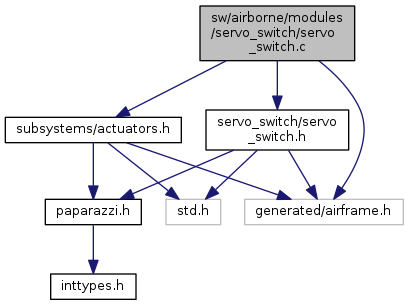 sw/airborne/modules
/servo_switch/servo
_switch.c
subsystems/actuators.h
servo_switch/servo
_switch.h
paparazzi.h
std.h
generated/airframe.h
inttypes.h